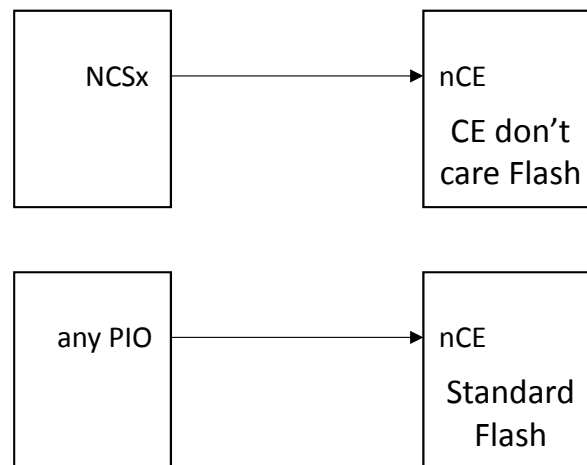 NCSx
nCE
CE don’t
care Flash
any PIO
nCE
Standard
Flash